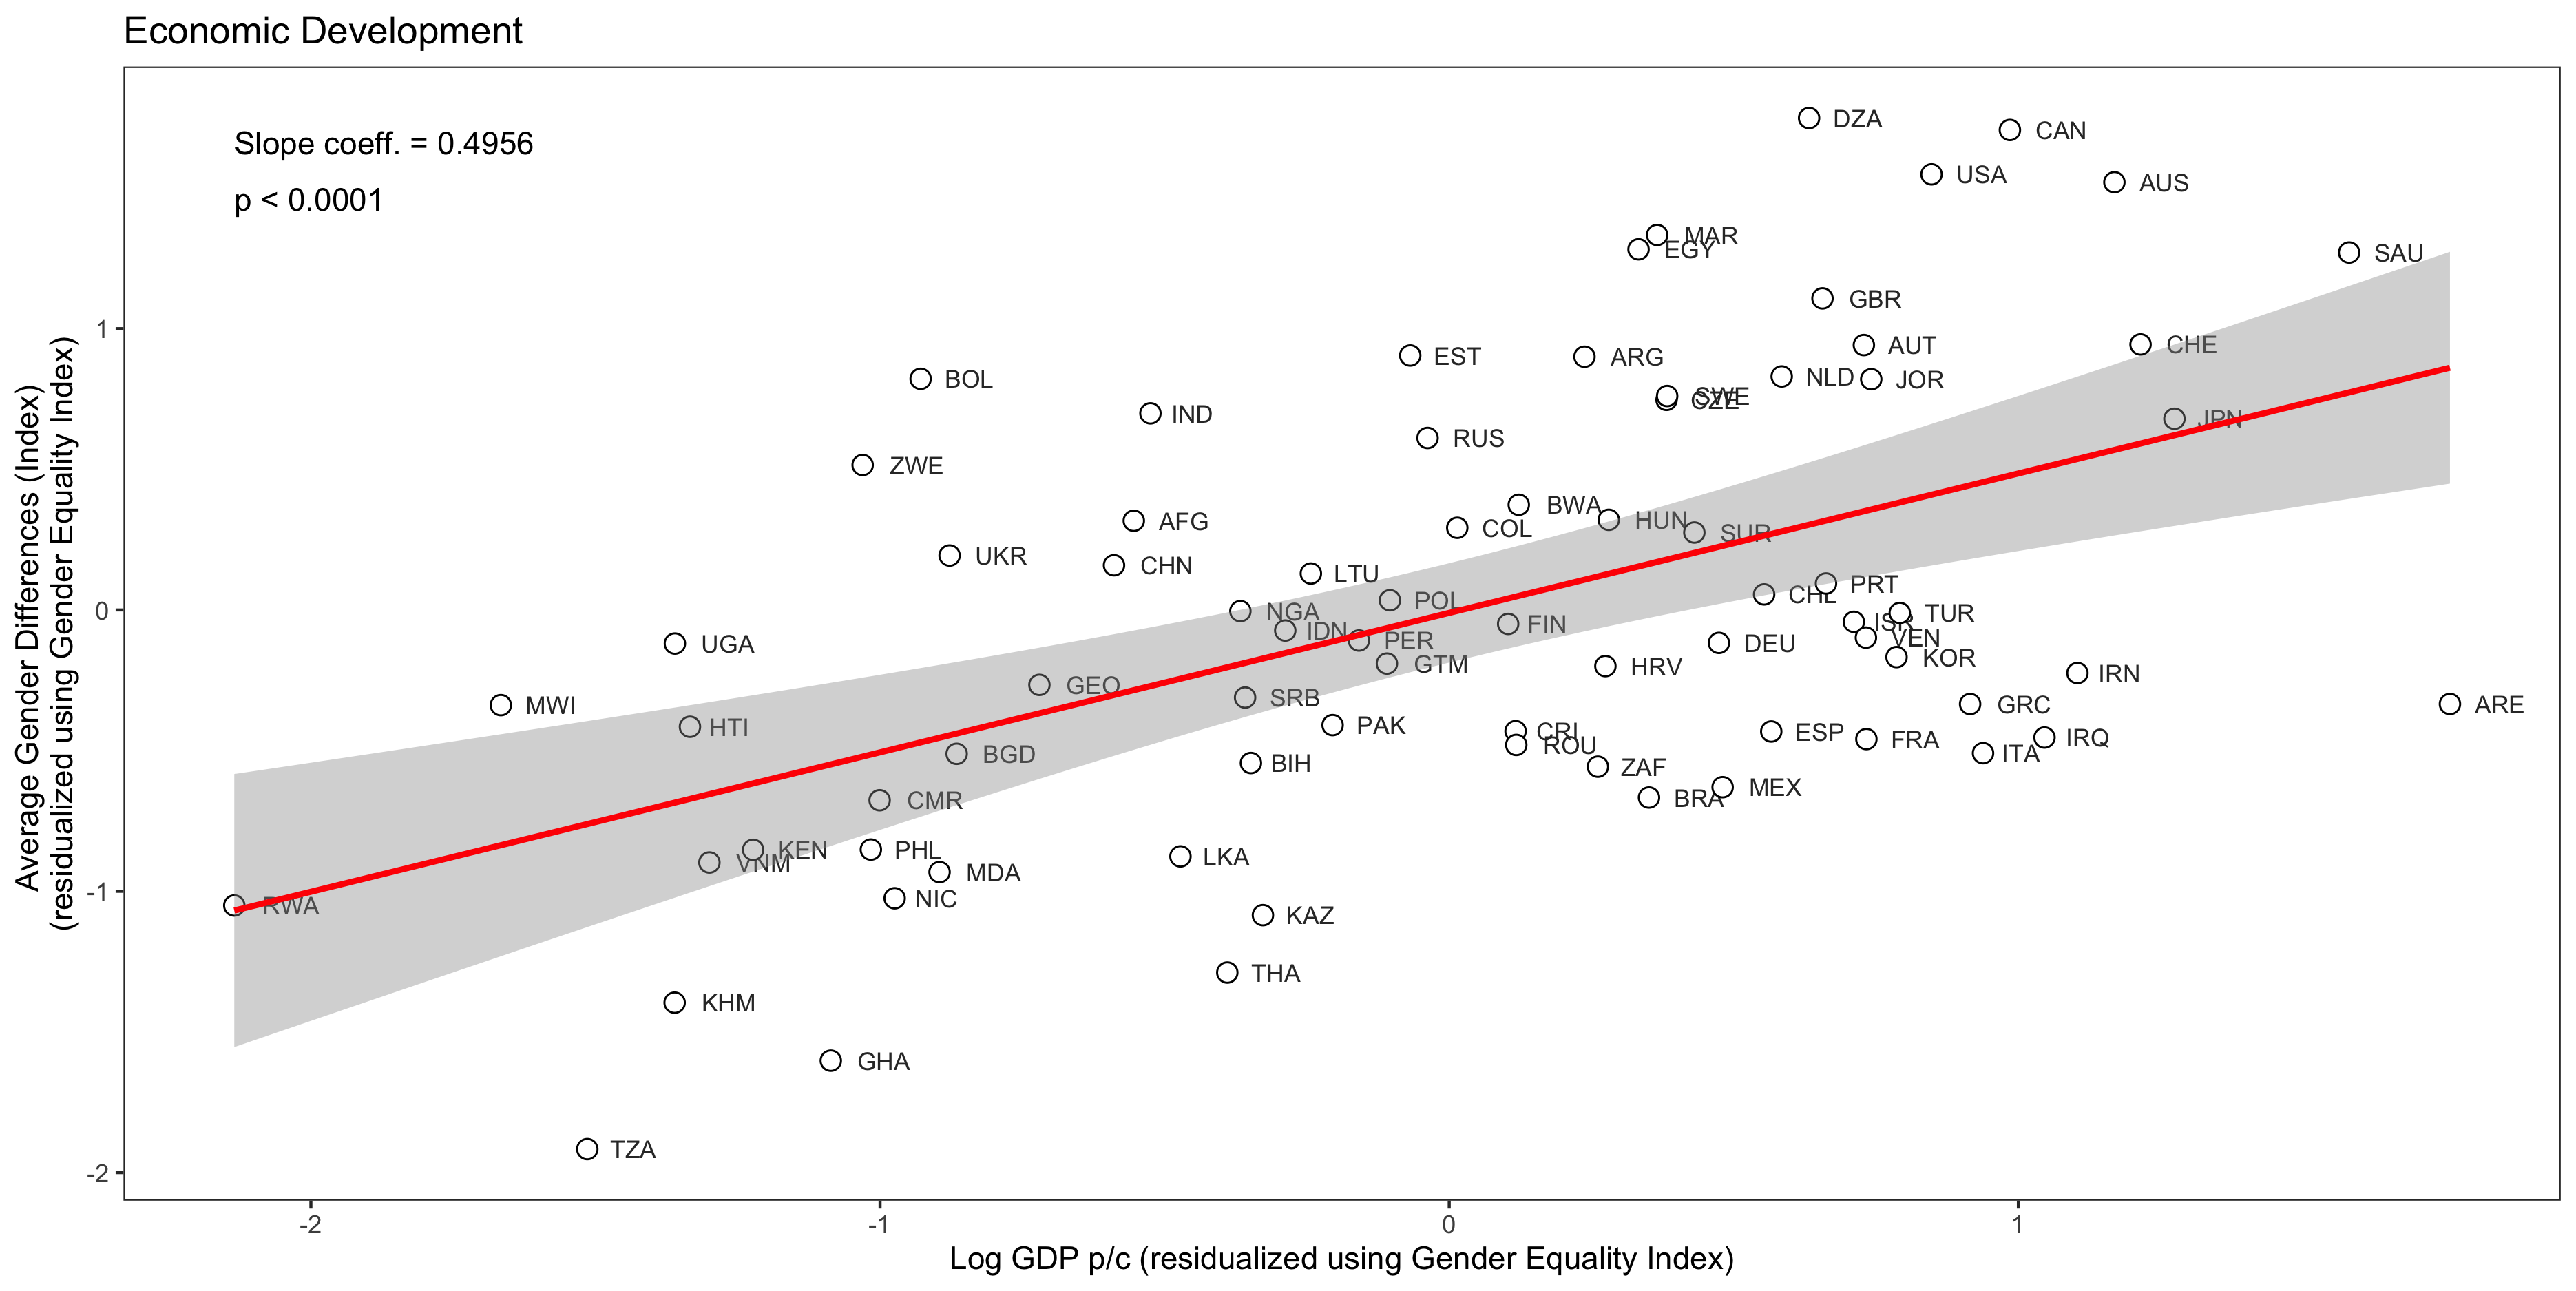 Economic Development
Slope coeff. = 0.4956
p < 0.0001
Average Gender Differences (Index)
(residualized using Gender Equality Index)
1
0
-1
-2
DZA
CAN
USA
AUS
MAR
EGY
SAU
GBR
CHE
AUT
EST
ARG
BOL
NLD
JOR
SWE
CZE
IND
JPN
RUS
ZWE
BWA
HUN
AFG
COL
SUR
UKR
CHN
LTU
PRT
CHL
POL
NGA
TUR
ISR
FIN
IDN
VEN
PER
DEU
UGA
KOR
GTM
HRV
IRN
GEO
SRB
GRC
ARE
MWI
PAK
HTI
CRI
ESP
IRQ
FRA
ROU
ITA
BGD
BIH
ZAF
MEX
BRA
CMR
KEN
PHL
LKA
VNM
MDA
NIC
RWA
KAZ
THA
KHM
GHA
TZA
-2
-1
0
1
Log GDP p/c (residualized using Gender Equality Index)